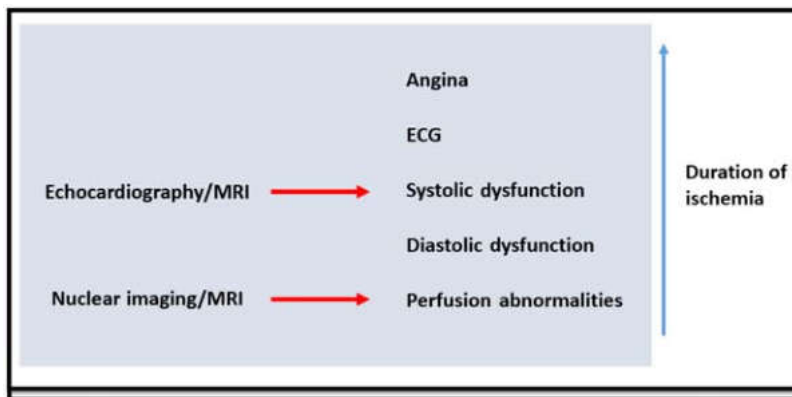 Angina
ECG
Echocardiography/MRI
Systolic dysfunction
Duration of
ischemia
Diastolic dysfunction
Nuclear imaging/MRI
Perfusion abnormalities